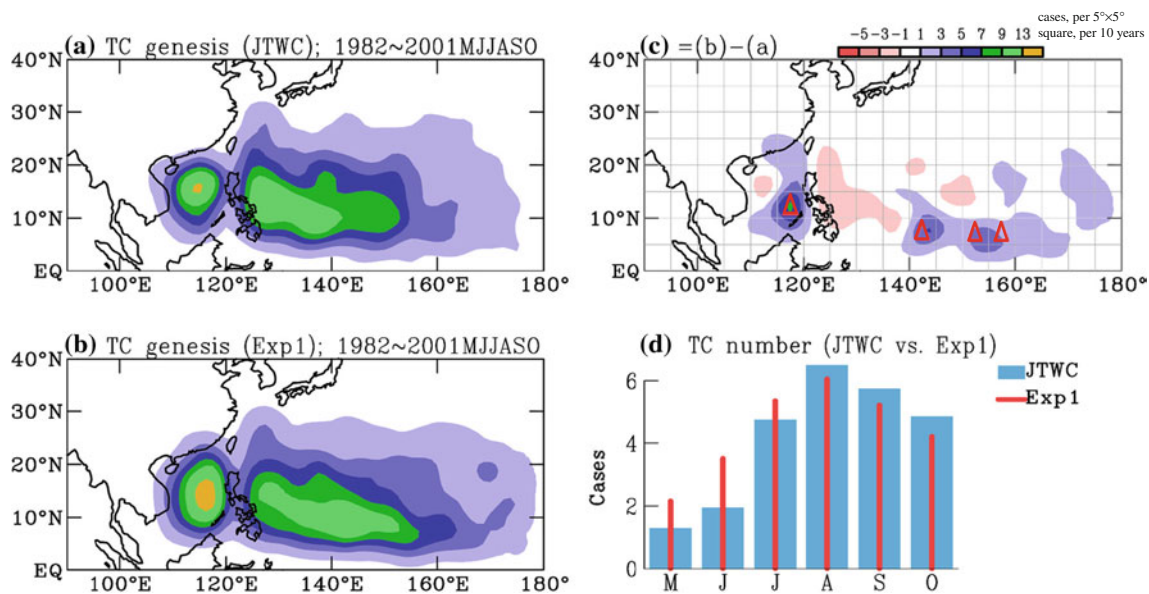 (a) TC genesis (JTWC); 1982~2001MJJASO
40°N
30°N
20°N
10°N
EQ
100°E 120°E 140°E 160°E 180°
(c) =(b)-(a)
cases, per 5°×5°
square, per 10 years
-5-3-1 1 3 5 7 9 13
40°N
30°N
20°N
10°N
EQ
100°E 120°E 140°E 160°E 180°
(b) TC genesis (Exp1); 1982~2001MJJASO
40°N
30°N
20°N
10°N
EQ
100°E 120°E 140°E 160°E 180°
(d) TC number (JTWC vs. Exp1)
JTWC
Exp1
Cases
6
4
2
0
M J J A S O